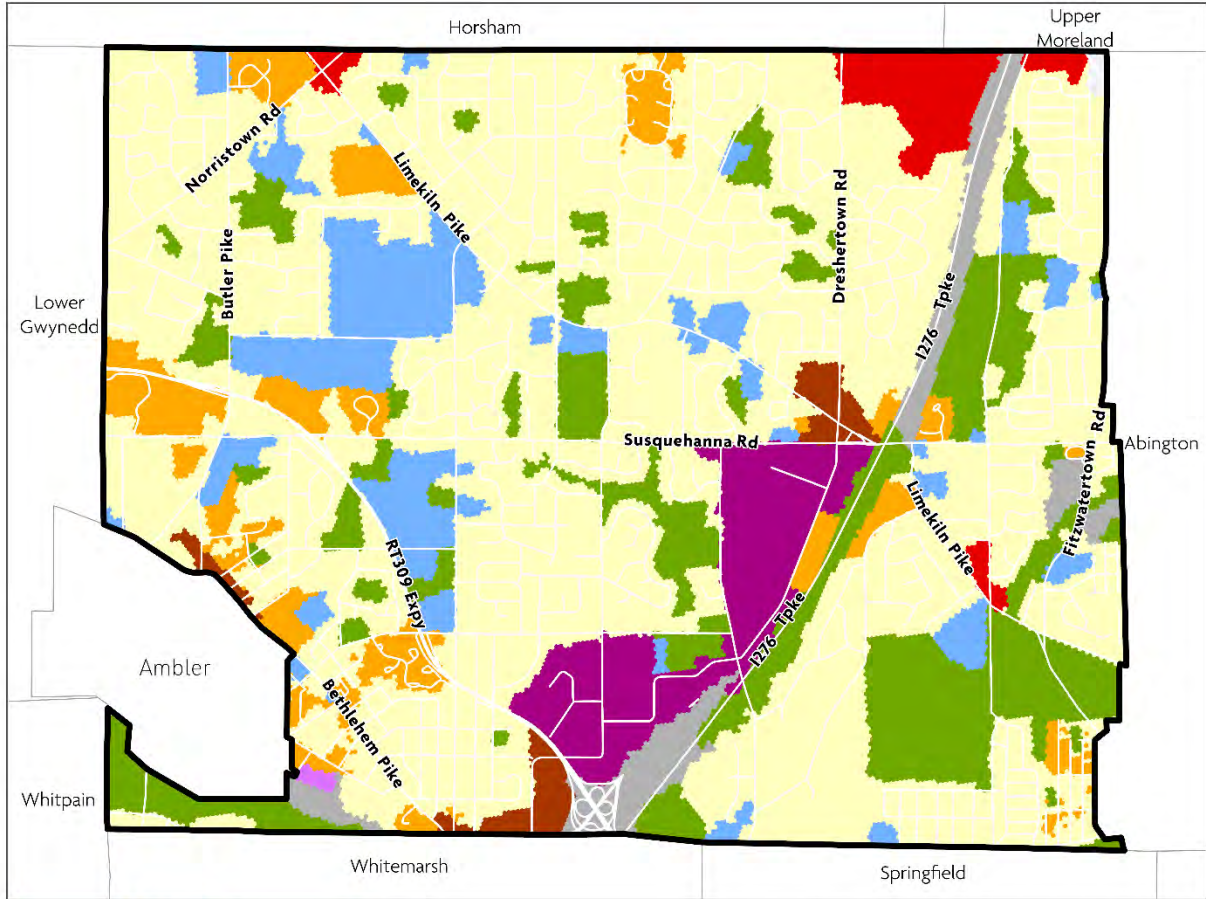 Horsham
Upper
Moreland
Norristown Rd
Limekiln Pike
Butler Pike
Dreshertown Rd
I276 Tpke
Lower
Gwynedd
Susquehanna Rd
Fitzwatertown Rd
Abington
Limekiln Pike
RT309 Expy
I276 Tpke
Ambler
Bethlehem Pike
Whitpain
Whitemarsh
Springfield